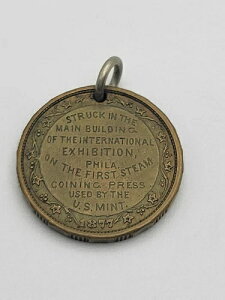 STRUCK IN THE
MAIN BUILDING
OF THE INTERNATIONAL
EXHIBITION,
PHILA.
ON THE FIRST STEAM
COINING PRESS
USED BY THE
U.S. MINT.
1877